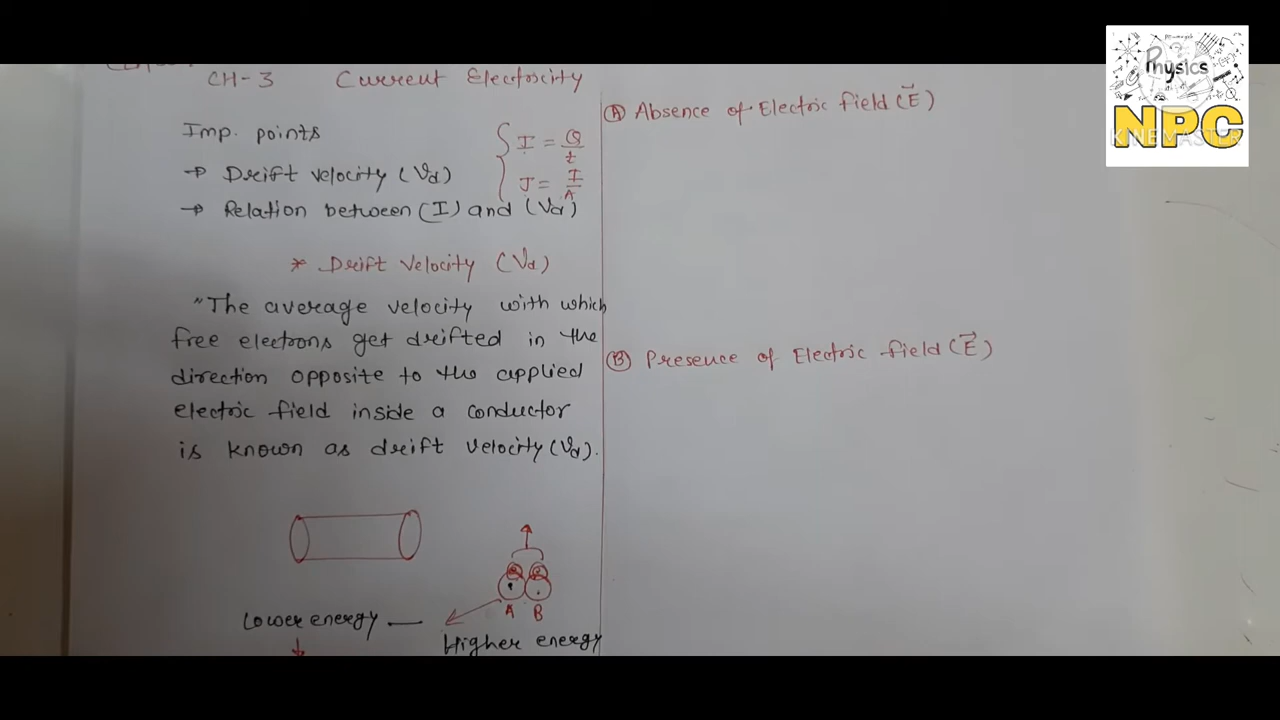 CH-3 Current Electricity
Imp. points
→ Drift velocity (Vd)
→ Relation between (I) and (Vd)
{ I = Q/t
J = I/A
* Drift Velocity (Vd)
"The average velocity with which
free electrons get drifted in the
direction opposite to the applied
electric field inside a conductor
is known as drift velocity (Vd).
A B
Lower energy —
Higher energy
Ⓐ Absence of Electric field (E⃗)
Ⓑ Presence of Electric field (E⃗)
Physics
NPC
KINEMASTER